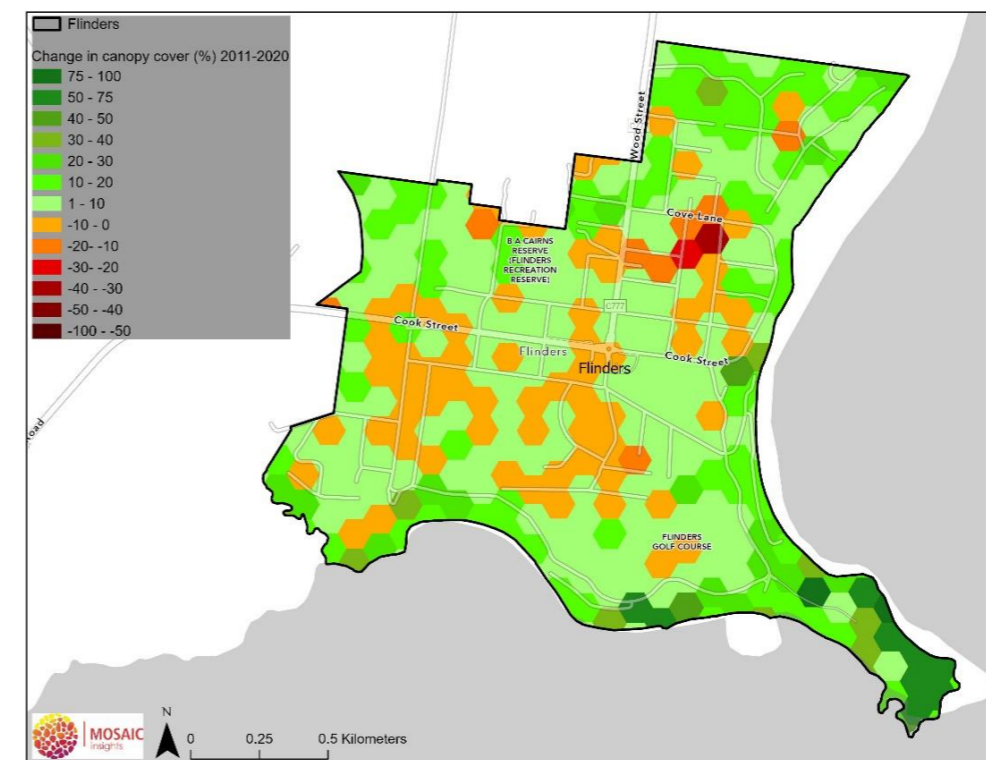 Flinders
Change in canopy cover (%) 2011-2020
75 - 100
50 - 75
40 - 50
30 - 40
20 - 30
10 - 20
1 - 10
-10 - 0
-20- -10
-30- -20
-40 - -30
-50 - -40
-100 - -50
Wood Street
Cove Lane
B A CAIRNS
RESERVE
(FLINDERS
RECREATION
RESERVE)
C777
Cook Street
Flinders
Cook Street
Flinders
Road
FLINDERS
GOLF COURSE
MOSAIC
insights
N
0 0.25 0.5 Kilometers